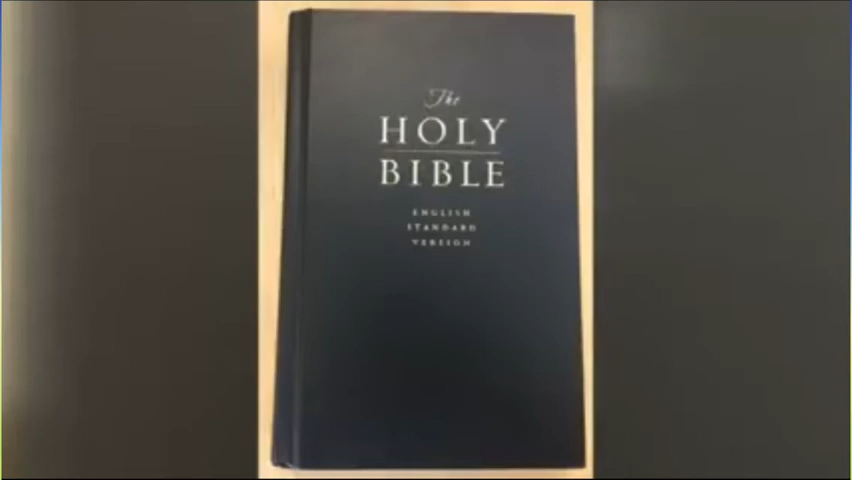 The
HOLY
BIBLE
ENGLISH
STANDARD
VERSION